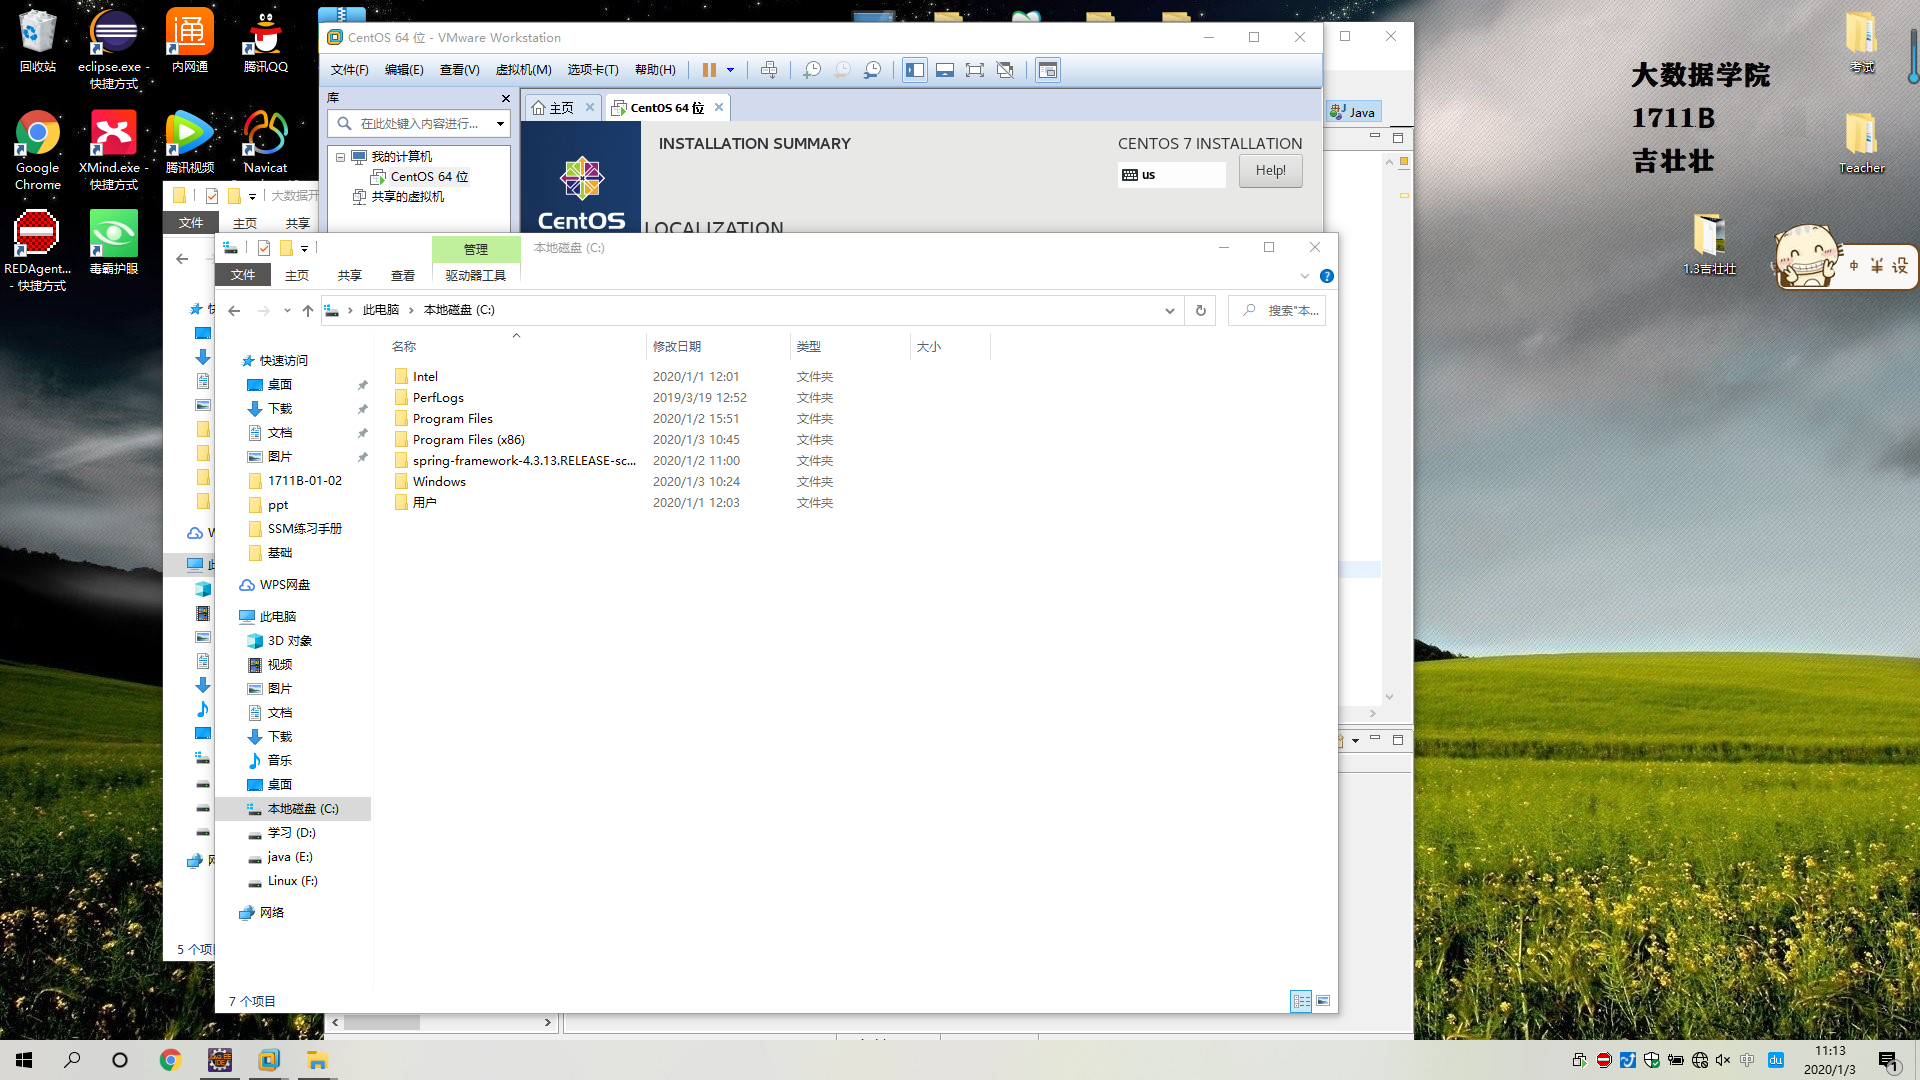 回收站
eclipse.exe -
快捷方式
内网通
腾讯QQ
Google
Chrome
XMind.exe -
快捷方式
腾讯视频
Navicat
REDAgent...
- 快捷方式
毒霸护眼
CentOS 64 位 - VMware Workstation
文件(F) 编辑(E) 查看(V) 虚拟机(M) 选项卡(T) 帮助(H)
库
在此处键入内容进行...
我的计算机
CentOS 64 位
共享的虚拟机
主页
CentOS 64 位
CentOS
INSTALLATION SUMMARY
CENTOS 7 INSTALLATION
us
Help!
LOCALIZATION
Java
大数据学院
1711B
吉壮壮
考试
Teacher
1.3吉壮壮
中 半 设
大数据开
文件 主页 共享
5 个项
管理
本地磁盘 (C:)
文件 主页 共享 查看 驱动器工具
此电脑 本地磁盘 (C:)
搜索"本...
名称 修改日期 类型 大小
Intel 2020/1/1 12:01 文件夹
PerfLogs 2019/3/19 12:52 文件夹
Program Files 2020/1/2 15:51 文件夹
Program Files (x86) 2020/1/3 10:45 文件夹
spring-framework-4.3.13.RELEASE-sc... 2020/1/2 11:00 文件夹
Windows 2020/1/3 10:24 文件夹
用户 2020/1/1 12:03 文件夹
快速访问
桌面
下载
文档
图片
1711B-01-02
ppt
SSM练习手册
基础
WPS网盘
此电脑
3D 对象
视频
图片
文档
下载
音乐
桌面
本地磁盘 (C:)
学习 (D:)
java (E:)
Linux (F:)
网络
7 个项目
中
du
11:13
2020/1/3
1